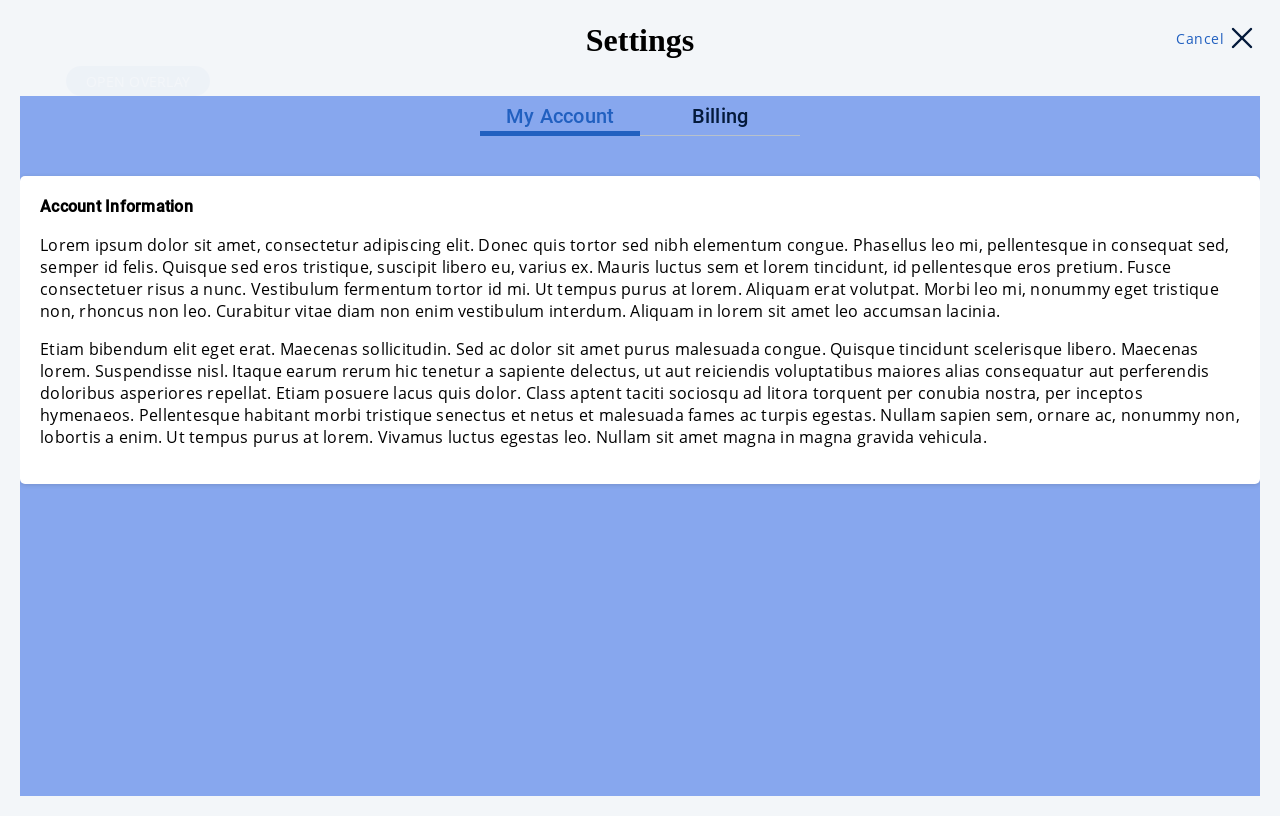 Settings
Cancel
OPEN OVERLAY
My Account
Billing
Account Information
Lorem ipsum dolor sit amet, consectetur adipiscing elit. Donec quis tortor sed nibh elementum congue. Phasellus leo mi, pellentesque in consequat sed,
semper id felis. Quisque sed eros tristique, suscipit libero eu, varius ex. Mauris luctus sem et lorem tincidunt, id pellentesque eros pretium. Fusce
consectetuer risus a nunc. Vestibulum fermentum tortor id mi. Ut tempus purus at lorem. Aliquam erat volutpat. Morbi leo mi, nonummy eget tristique
non, rhoncus non leo. Curabitur vitae diam non enim vestibulum interdum. Aliquam in lorem sit amet leo accumsan lacinia.
Etiam bibendum elit eget erat. Maecenas sollicitudin. Sed ac dolor sit amet purus malesuada congue. Quisque tincidunt scelerisque libero. Maecenas
lorem. Suspendisse nisl. Itaque earum rerum hic tenetur a sapiente delectus, ut aut reiciendis voluptatibus maiores alias consequatur aut perferendis
doloribus asperiores repellat. Etiam posuere lacus quis dolor. Class aptent taciti sociosqu ad litora torquent per conubia nostra, per inceptos
hymenaeos. Pellentesque habitant morbi tristique senectus et netus et malesuada fames ac turpis egestas. Nullam sapien sem, ornare ac, nonummy non,
lobortis a enim. Ut tempus purus at lorem. Vivamus luctus egestas leo. Nullam sit amet magna in magna gravida vehicula.